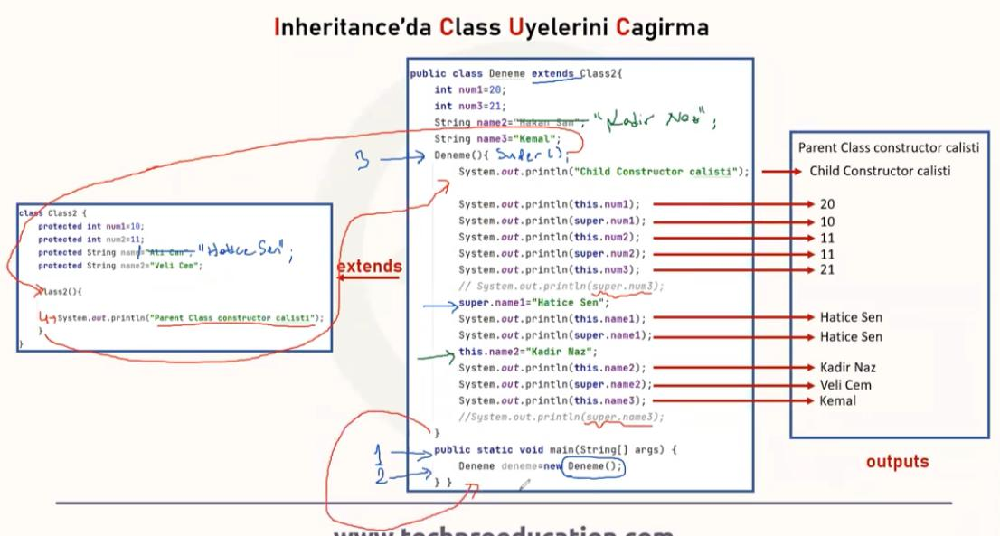 Inheritance'da Class Uyelerini Cagirma
public class Deneme extends Class2{
int num1=20;
int num3=21;
String name2="Hakan San"; "Kadir Naz";
String name3="Kemal";
3 Deneme(){ Super();
System.out.println("Child Constructor calisti");
System.out.println(this.num1);
System.out.println(super.num1);
System.out.println(this.num2);
System.out.println(super.num2);
System.out.println(this.num3);
// System.out.println(super.num3);
super.name1="Hatice Sen";
System.out.println(this.name1);
System.out.println(super.name1);
this.name2="Kadir Naz";
System.out.println(this.name2);
System.out.println(super.name2);
System.out.println(this.name3);
//System.out.println(super.name3);
}
1 public static void main(String[] args) {
2 Deneme deneme=new Deneme();
} }
class Class2 {
protected int num1=10;
protected int num2=11;
protected String name1="Ali Can"; "Hatice Sen";
protected String name2="Veli Cem";
Class2(){
4 System.out.println("Parent Class constructor calisti");
}
}
extends
Parent Class constructor calisti
Child Constructor calisti
20
10
11
11
21
Hatice Sen
Hatice Sen
Kadir Naz
Veli Cem
Kemal
outputs
www.techproeducation.com